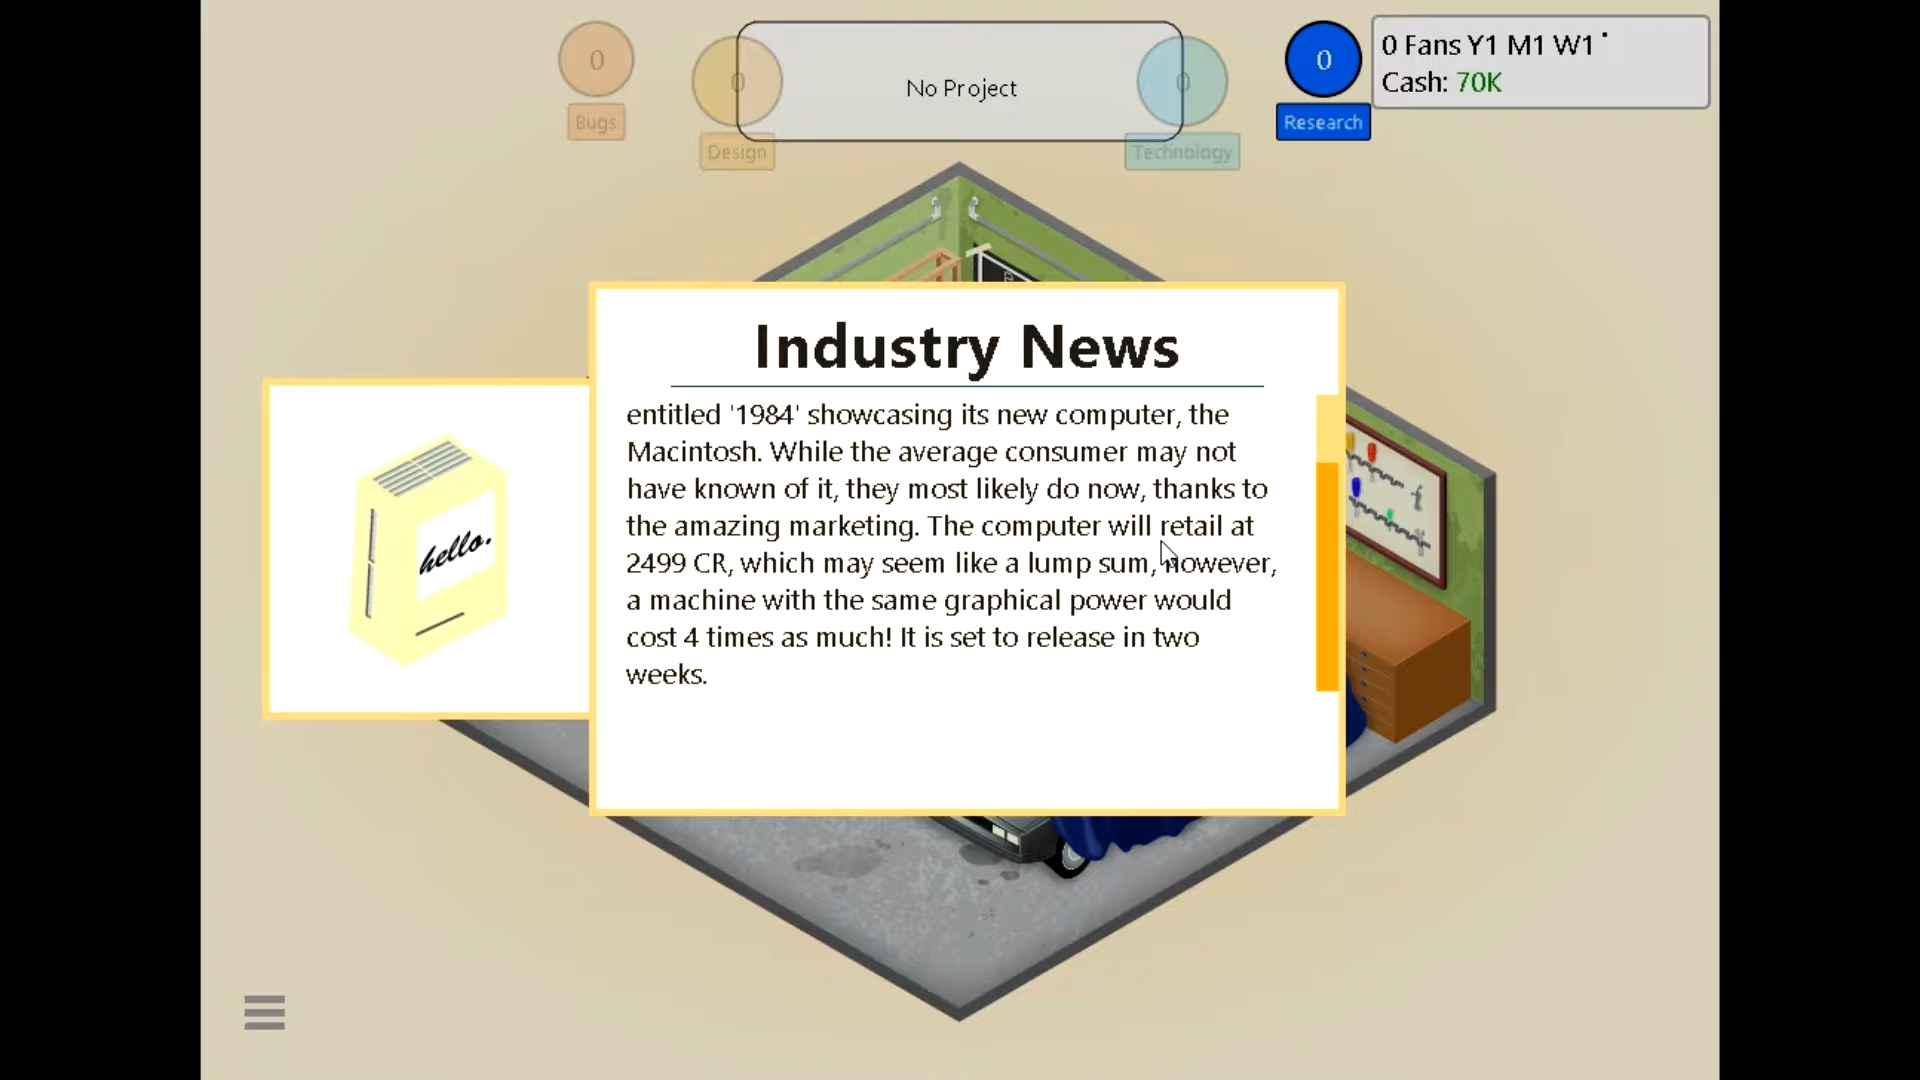 0
Bugs
0
Design
No Project
0
Technology
0
Research
0 Fans Y1 M1 W1
Cash: 70K
Industry News
entitled '1984' showcasing its new computer, the
Macintosh. While the average consumer may not
have known of it, they most likely do now, thanks to
the amazing marketing. The computer will retail at
2499 CR, which may seem like a lump sum, however,
a machine with the same graphical power would
cost 4 times as much! It is set to release in two
weeks.
hello.